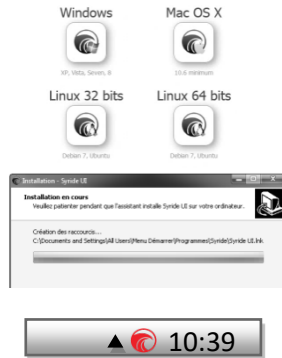 Windows
Mac OS X
XP, Vista, Seven, 8
10.6 minimum
Linux 32 bits
Linux 64 bits
Debian 7, Ubuntu
Debian 7, Ubuntu
Installation - Syride UI
Installation en cours
Veuillez patienter pendant que l'assistant installe Syride UI sur votre ordinateur.
Création des raccourcis...
C:\Documents and Settings\All Users\Menu Démarrer\Programmes\Syride\Syride UI.lnk
10:39